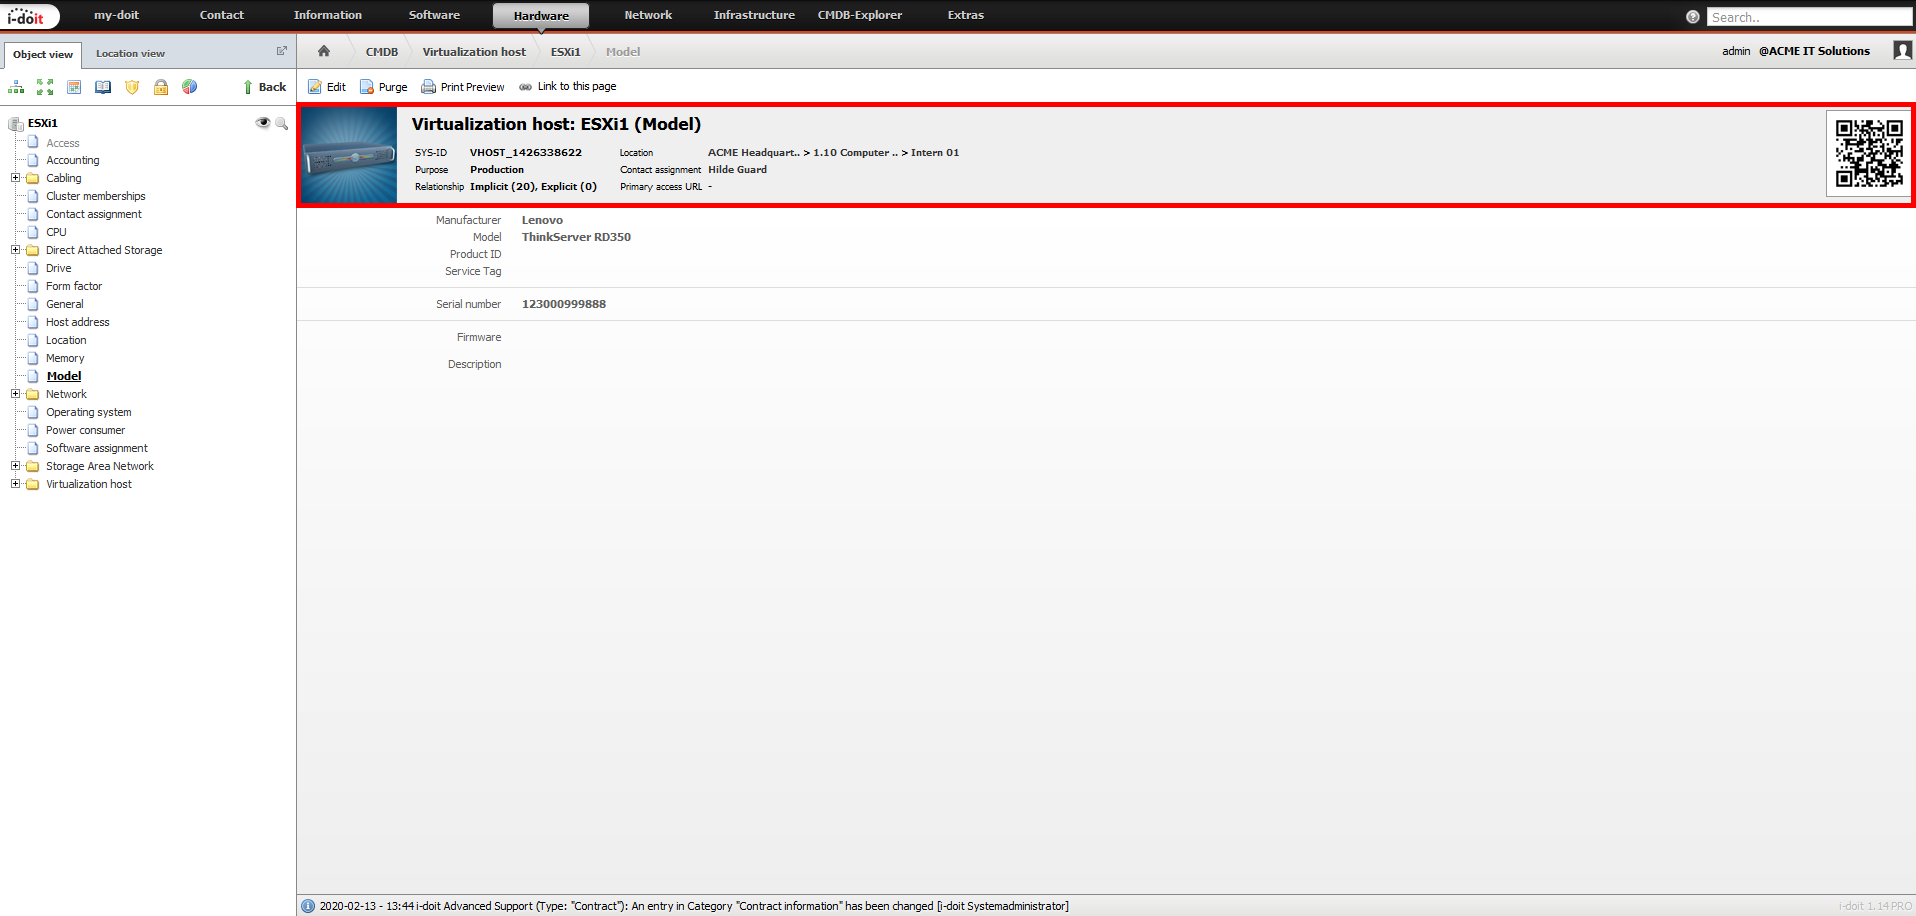 i-doit my-doit Contact Information Software Hardware Network Infrastructure CMDB-Explorer Extras Search..
Object view Location view
CMDB Virtualization host ESXi1 Model admin @ACME IT Solutions
Back
Edit Purge Print Preview Link to this page
ESXi1
Access
Accounting
Cabling
Cluster memberships
Contact assignment
CPU
Direct Attached Storage
Drive
Form factor
General
Host address
Location
Memory
Model
Network
Operating system
Power consumer
Software assignment
Storage Area Network
Virtualization host
Virtualization host: ESXi1 (Model)
SYS-ID VHOST_1426338622 Location ACME Headquart.. > 1.10 Computer .. > Intern 01
Purpose Production Contact assignment Hilde Guard
Relationship Implicit (20), Explicit (0) Primary access URL -
Manufacturer Lenovo
Model ThinkServer RD350
Product ID
Service Tag
Serial number 123000999888
Firmware
Description
2020-02-13 - 13:44 i-doit Advanced Support (Type: "Contract"): An entry in Category "Contract information" has been changed [i-doit Systemadministrator]
i-doit 1.14 PRO